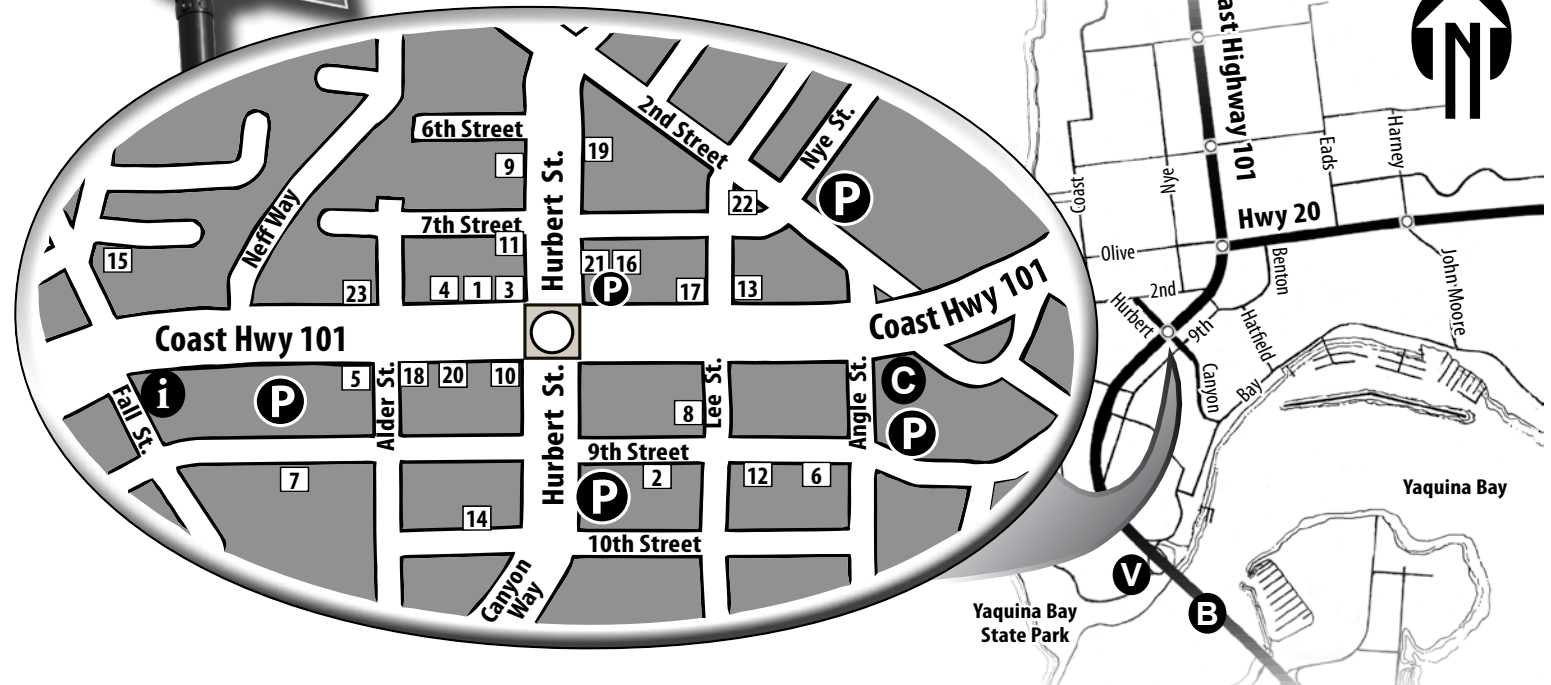 6th Street
2nd Street
Nye St.
9
19
Hurbert St.
22
P
Neff Way
7th Street
11
15
21
16
P
23
4
1
3
17
13
Coast Hwy 101
Coast Hwy 101
i
P
5
Alder St.
18
20
10
Hurbert St.
Lee St.
8
Angle St.
C
P
Fall St.
9th Street
7
P
2
12
6
14
10th Street
Canyon
Way
N
ast Highway 101
Coast
Nye
Eads
Harney
Hwy 20
Olive
Benton
John Moore
2nd
Hurbert
9th
Hatfield
Canyon
Bay
Yaquina Bay
V
B
Yaquina Bay
State Park